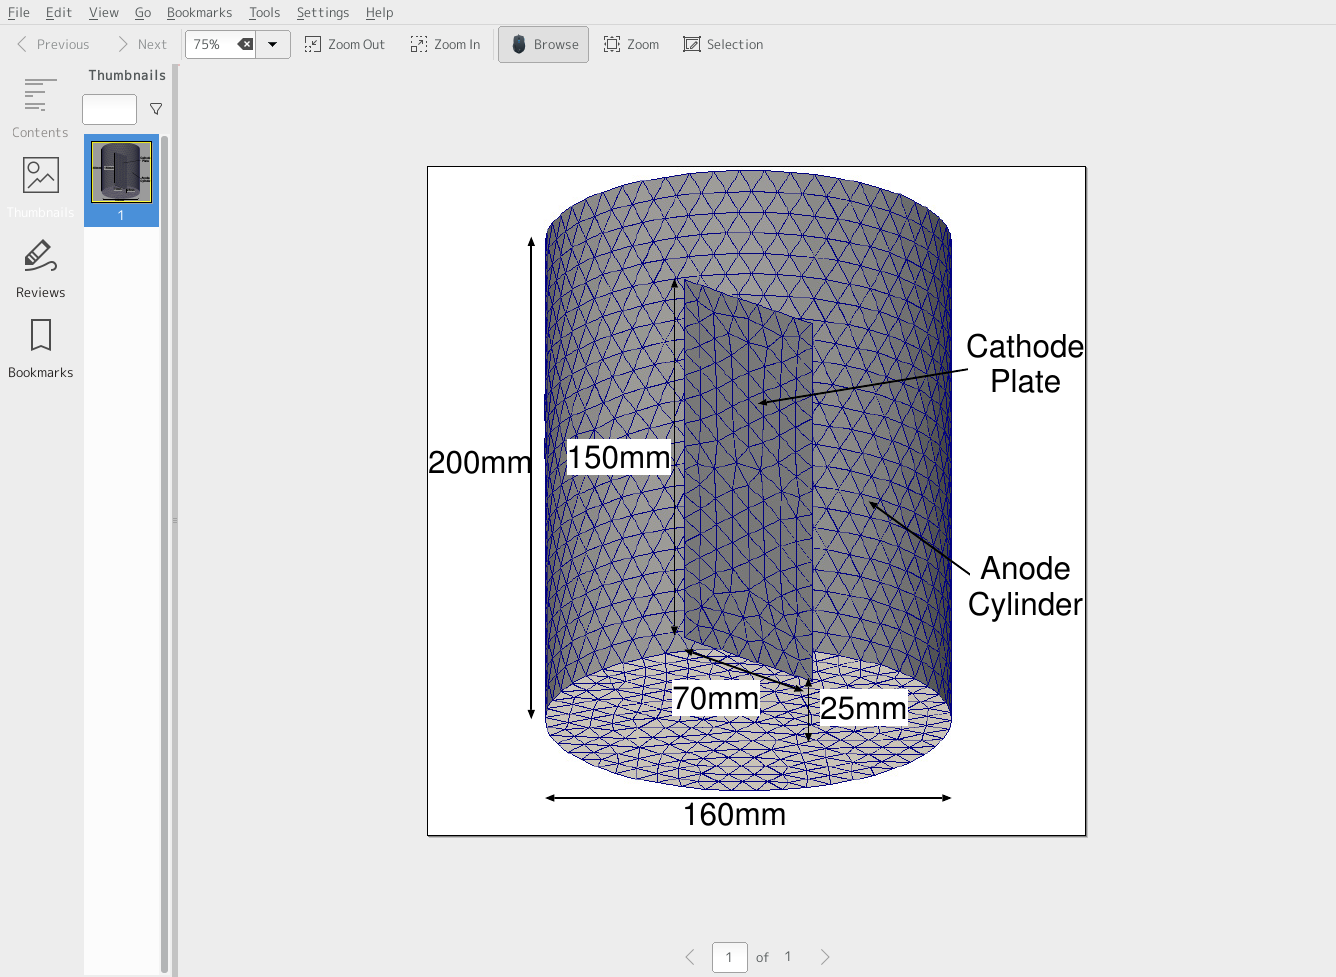 File Edit View Go Bookmarks Tools Settings Help
Previous Next 75% Zoom Out Zoom In Browse Zoom Selection
Thumbnails
Contents
Thumbnails
1
Reviews
Bookmarks
Cathode
Plate
200mm
150mm
Anode
Cylinder
70mm
25mm
160mm
1 of 1